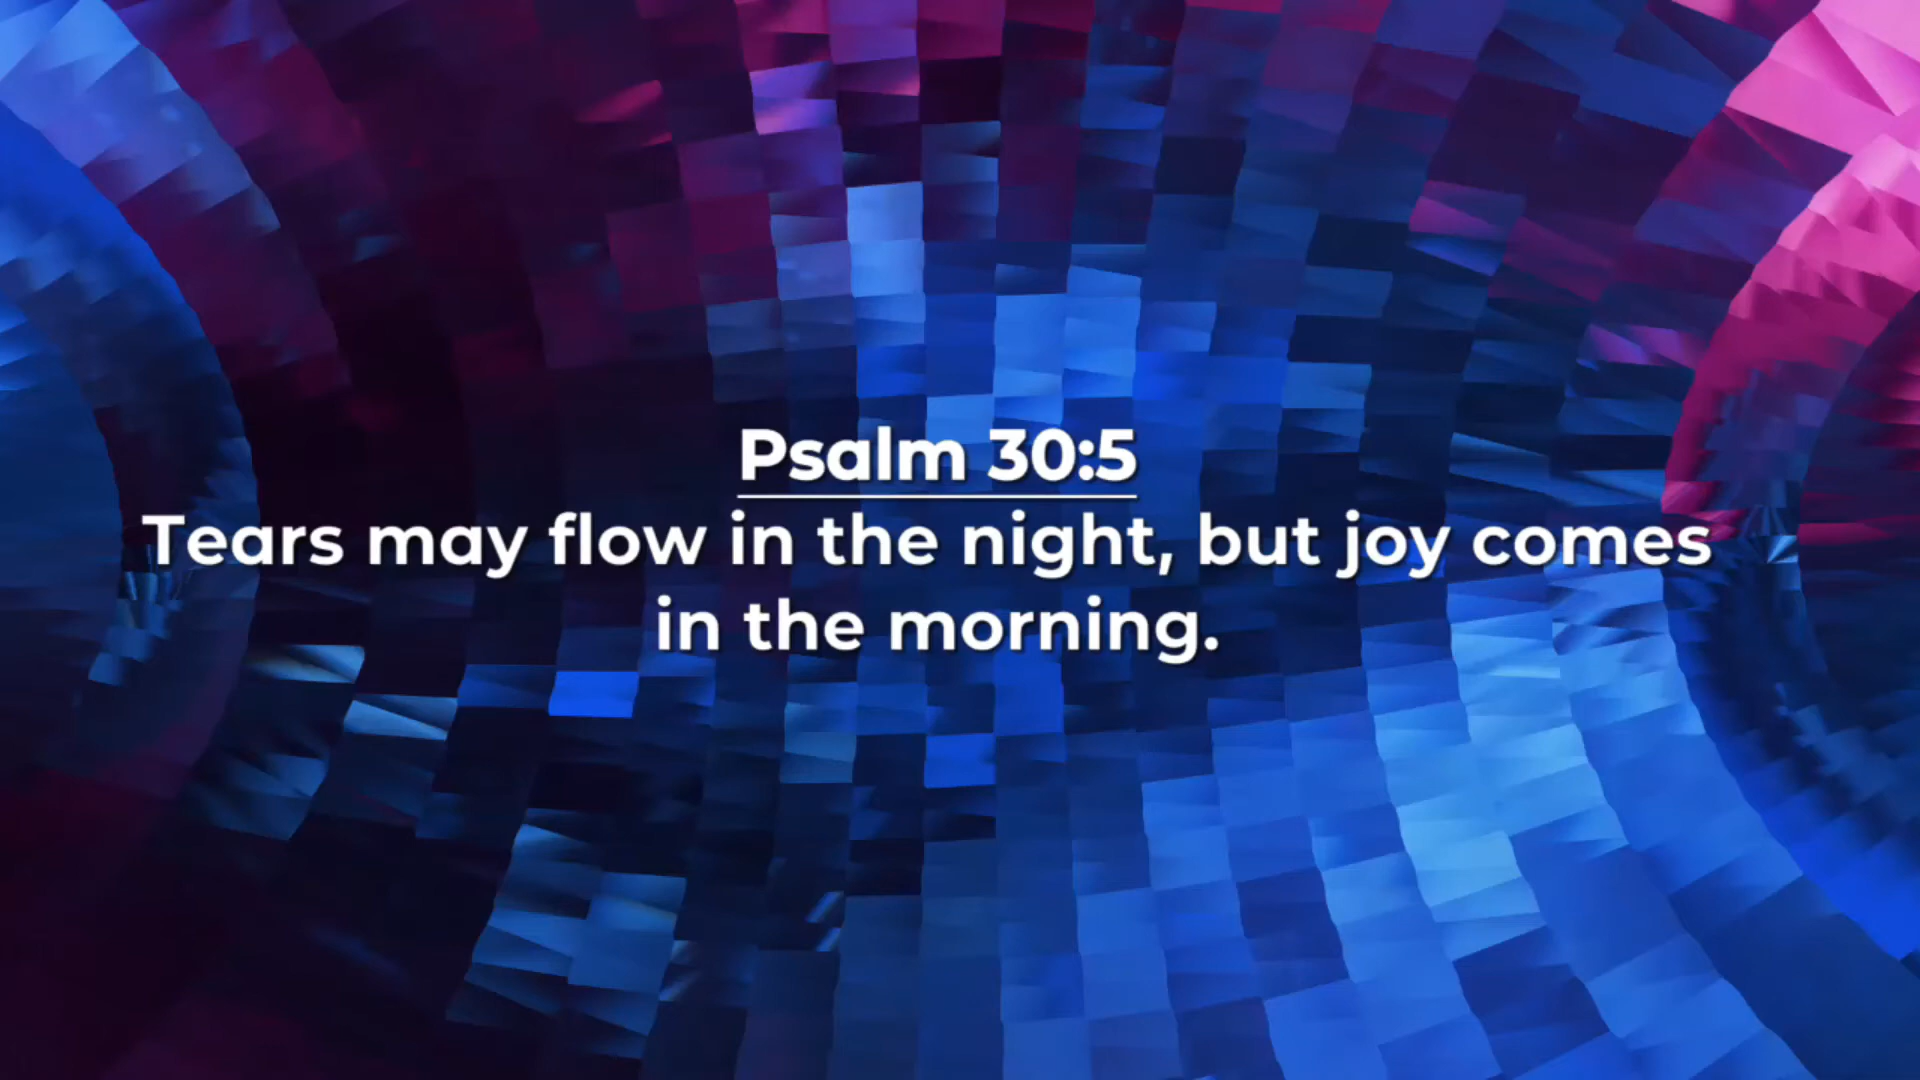 Psalm 30:5
Tears may flow in the night, but joy comes
in the morning.